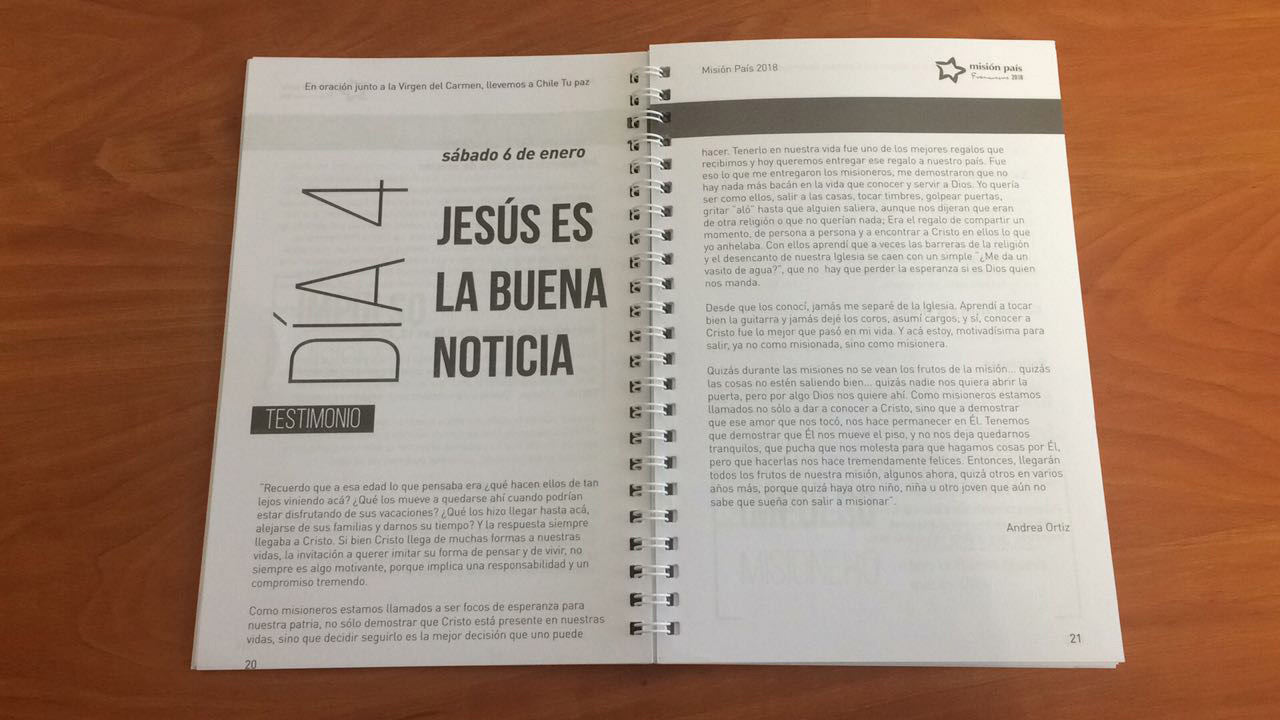 En oración junto a la Virgen del Carmen, llevemos a Chile Tu paz
sábado 6 de enero
DÍA 4
JESÚS ES
LA BUENA
NOTICIA
TESTIMONIO
“Recuerdo que a esa edad lo que pensaba era ¿qué hacen ellos de tan
lejos viniendo acá? ¿Qué los mueve a quedarse ahí cuando podrían
estar disfrutando de sus vacaciones? ¿Qué los hizo llegar hasta acá,
alejarse de sus familias y darnos su tiempo? Y la respuesta siempre
llegaba a Cristo. Si bien Cristo llega de muchas formas a nuestras
vidas, la invitación a querer imitar su forma de pensar y de vivir, no
siempre es algo motivante, porque implica una responsabilidad y un
compromiso tremendo.
Como misioneros estamos llamados a ser focos de esperanza para
nuestra patria, no sólo demostrar que Cristo está presente en nuestras
vidas, sino que decidir seguirlo es la mejor decisión que uno puede
20
Misión País 2018
misión país
2018
hacer. Tenerlo en nuestra vida fue uno de los mejores regalos que
recibimos y hoy queremos entregar ese regalo a nuestro país. Fue
eso lo que me entregaron los misioneros, me demostraron que no
hay nada más bacán en la vida que conocer y servir a Dios. Yo quería
ser como ellos, salir a las casas, tocar timbres, golpear puertas,
gritar “aló” hasta que alguien saliera, aunque nos dijeran que eran
de otra religión o que no querían nada; Era el regalo de compartir un
momento, de persona a persona y a encontrar a Cristo en ellos lo que
yo anhelaba. Con ellos aprendí que a veces las barreras de la religión
y el desencanto de nuestra Iglesia se caen con un simple “¿Me da un
vasito de agua?”, que no hay que perder la esperanza si es Dios quien
nos manda.
Desde que los conocí, jamás me separé de la Iglesia. Aprendí a tocar
bien la guitarra y jamás dejé los coros, asumí cargos; y sí, conocer a
Cristo fue lo mejor que pasó en mi vida. Y acá estoy, motivadísima para
salir, ya no como misionada, sino como misionera.
Quizás durante las misiones no se vean los frutos de la misión... quizás
las cosas no estén saliendo bien... quizás nadie nos quiera abrir la
puerta, pero por algo Dios nos quiere ahí. Como misioneros estamos
llamados no sólo a dar a conocer a Cristo, sino que a demostrar
que ese amor que nos tocó, nos hace permanecer en Él. Tenemos
que demostrar que Él nos mueve el piso, y no nos deja quedarnos
tranquilos, que pucha que nos molesta para que hagamos cosas por Él,
pero que hacerlas nos hace tremendamente felices. Entonces, llegarán
todos los frutos de nuestra misión, algunos ahora, quizá otros en varios
años más, porque quizá haya otro niño, niña u otro joven que aún no
sabe que sueña con salir a misionar”.
Andrea Ortiz
21